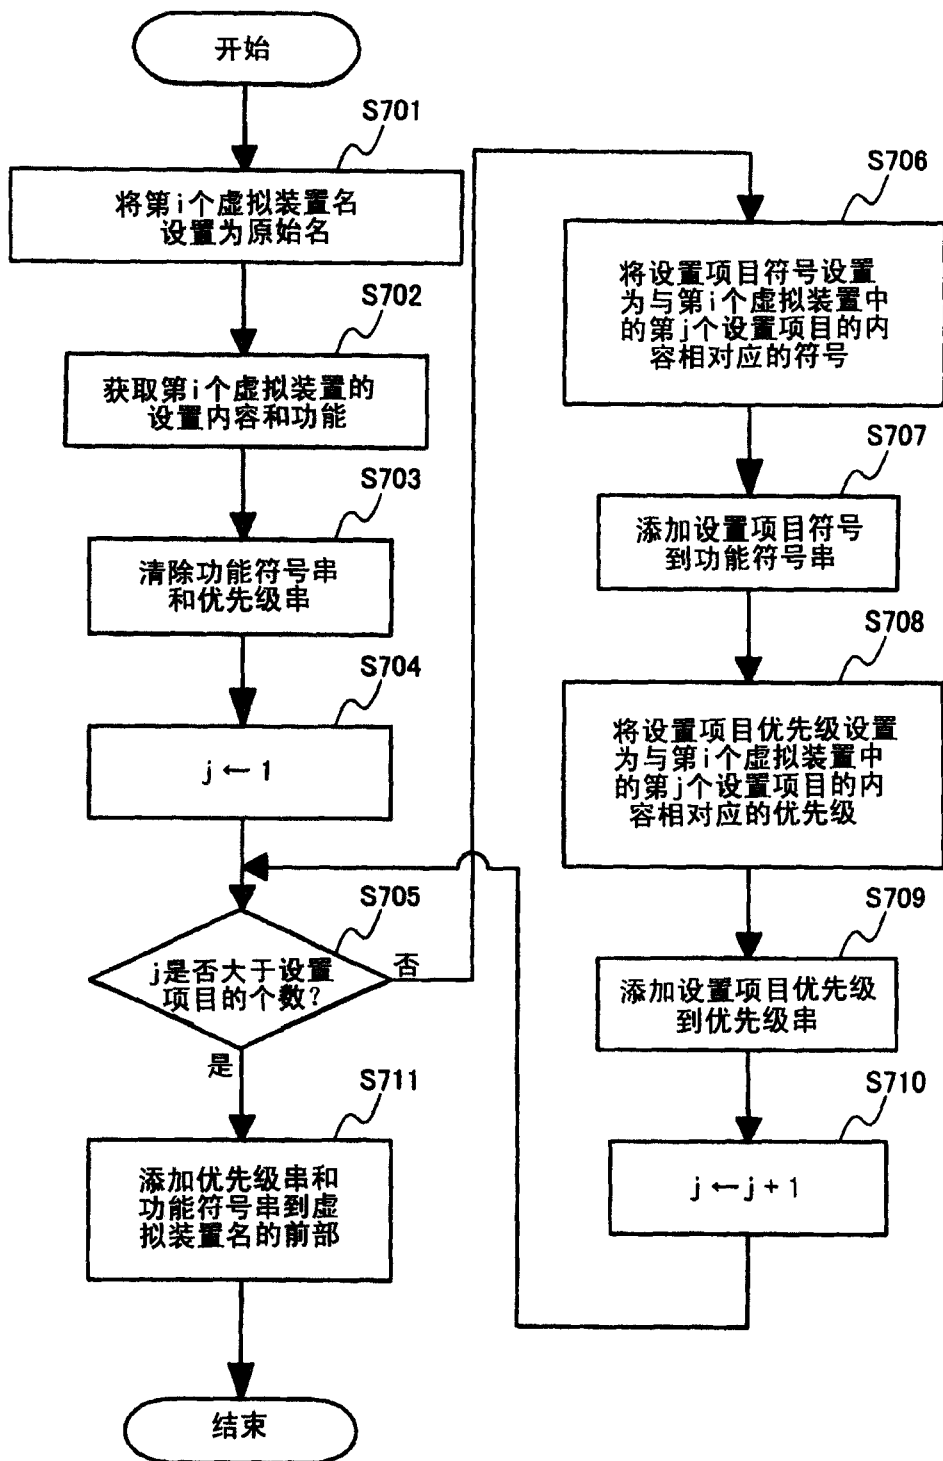 开始
S701
将第i个虚拟装置名
设置为原始名
S702
获取第i个虚拟装置的
设置内容和功能
S703
清除功能符号串
和优先级串
S704
j←1
S705
j是否大于设置
项目的个数?
否
是
S711
添加优先级串和
功能符号串到虚
拟装置名的前部
结束
S706
将设置项目符号设置
为与第i个虚拟装置中
的第j个设置项目的内
容相对应的符号
S707
添加设置项目符号
到功能符号串
S708
将设置项目优先级设置
为与第i个虚拟装置中
的第j个设置项目的内
容相对应的优先级
S709
添加设置项目优先级
到优先级串
S710
j←j+1